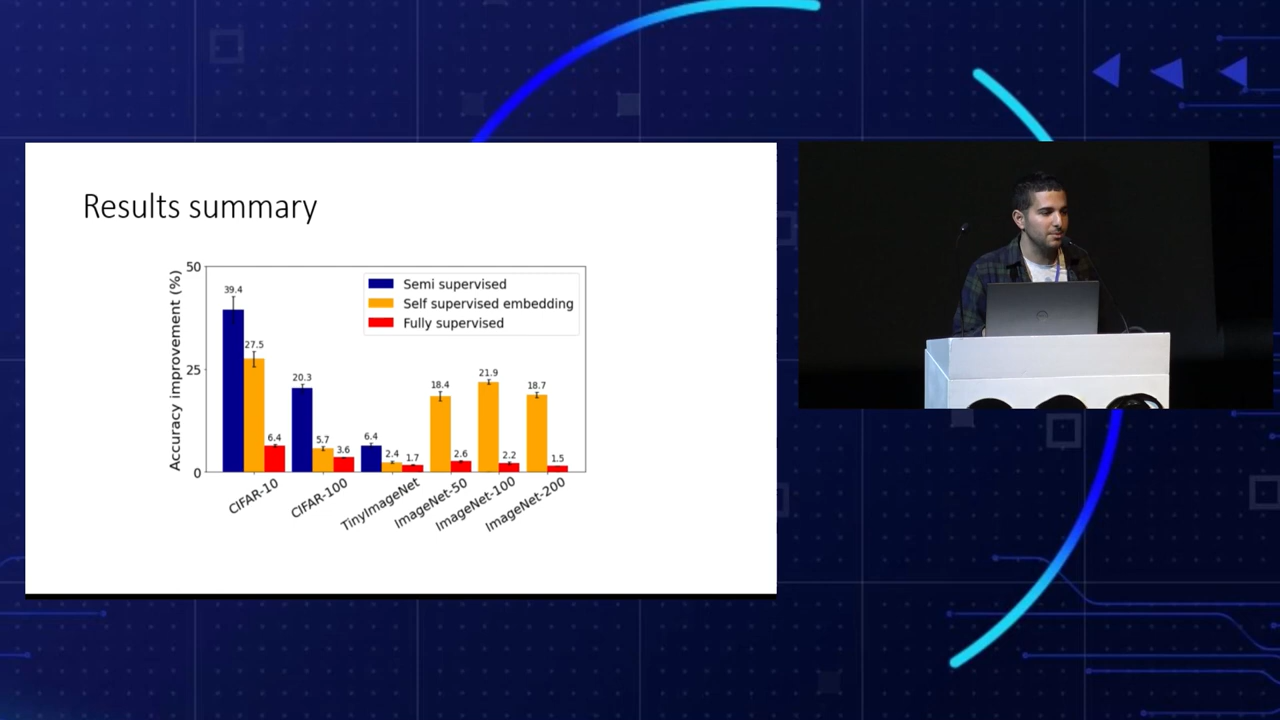 Results summary
Accuracy improvement (%)
50
25
0
Semi supervised
Self supervised embedding
Fully supervised
39.4
27.5
6.4
20.3
5.7
3.6
6.4
2.4
1.7
18.4
2.6
21.9
2.2
18.7
1.5
CIFAR-10
CIFAR-100
TinyImageNet
ImageNet-50
ImageNet-100
ImageNet-200